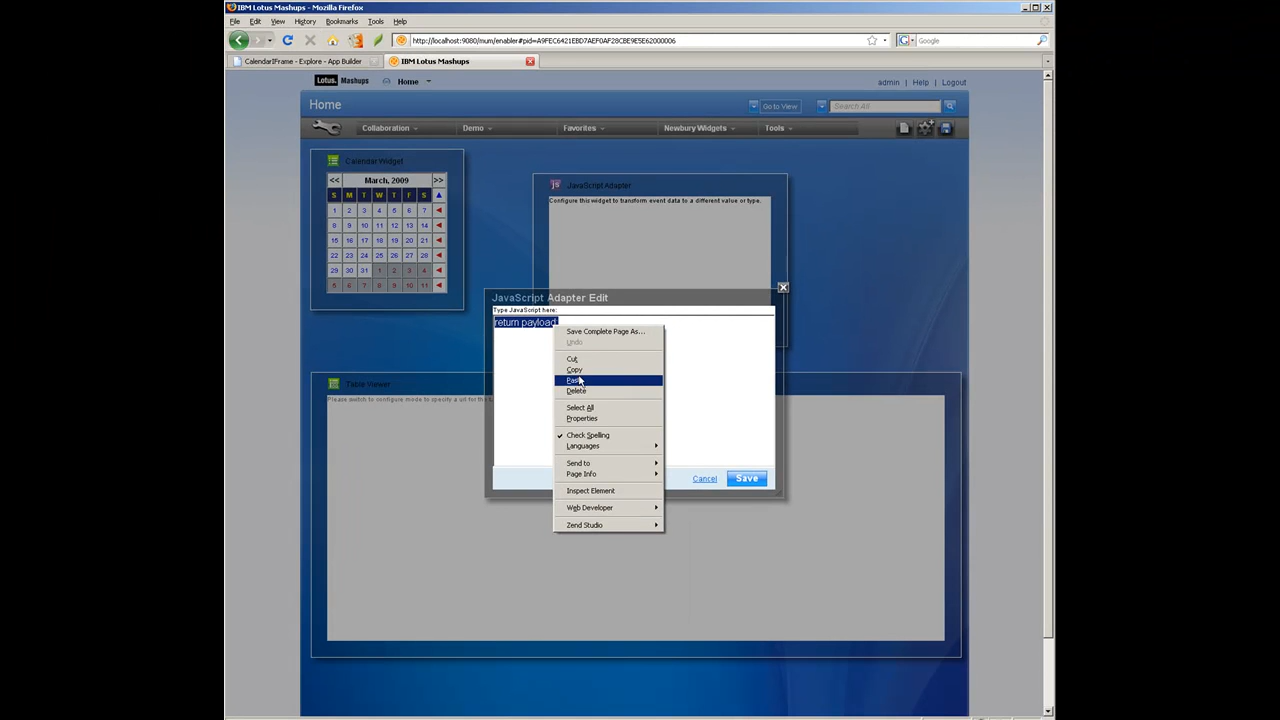 IBM Lotus Mashups - Mozilla Firefox
File Edit View History Bookmarks Tools Help
http://localhost:9080/mum/enabler#pid=A9FEC6421EBD7AEF0AF28CBE9E5E62000006
Google
CalendarIFrame - Explore - App Builder
IBM Lotus Mashups
Lotus. Mashups Home
admin | Help | Logout
Home
Go to View
Search All
Collaboration Demo Favorites Newbury Widgets Tools
Calendar Widget
<< March, 2009 >>
S M T W T F S
1 2 3 4 5 6 7
8 9 10 11 12 13 14
15 16 17 18 19 20 21
22 23 24 25 26 27 28
29 30 31 1 2 3 4
5 6 7 8 9 10 11
js JavaScript Adapter
Configure this widget to transform event data to a different value or type.
JavaScript Adapter Edit
Type JavaScript here:
return payload;
Save Complete Page As...
Undo
Cut
Copy
Paste
Delete
Select All
Properties
Check Spelling
Languages
Send to
Page Info
Inspect Element
Web Developer
Zend Studio
Cancel
Save
Table Viewer
Please switch to configure mode to specify a url for the